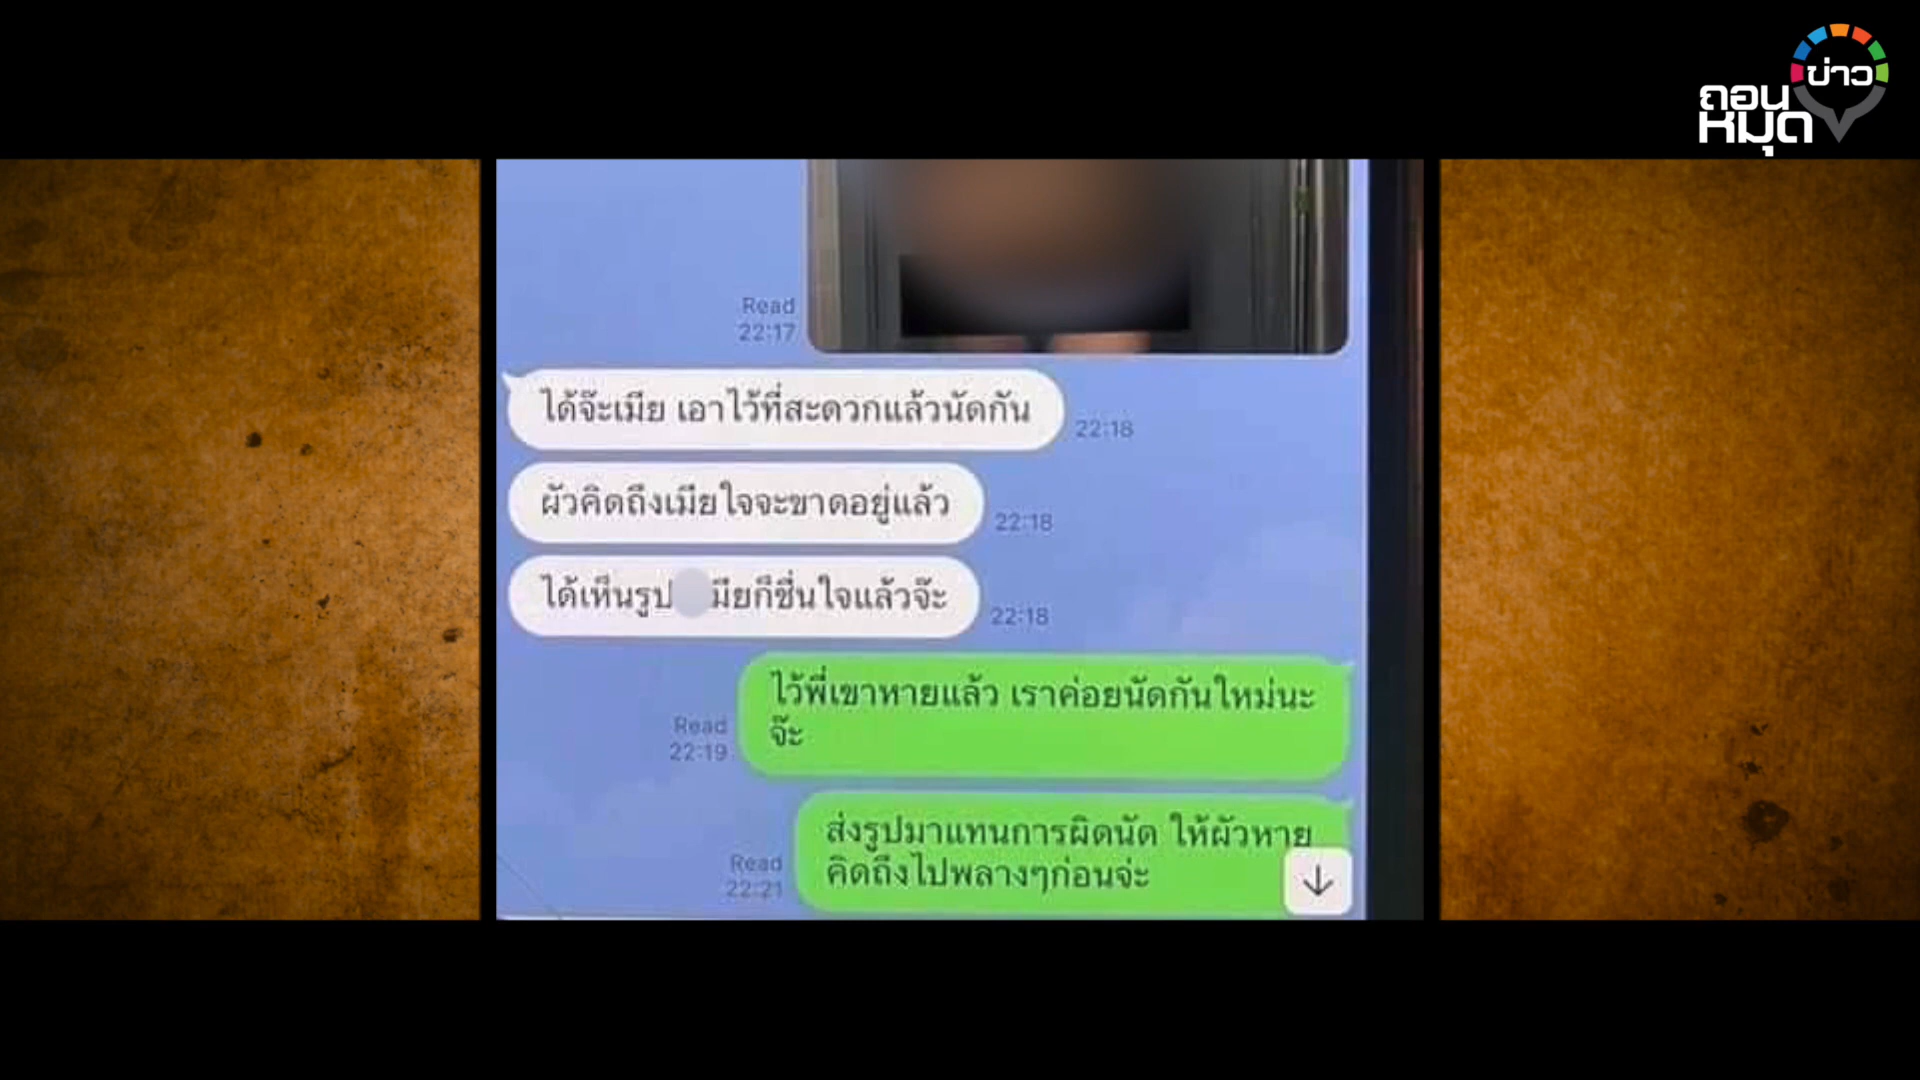 ถอน
หมุด
ข่าว
Read
22:17
ได้จ๊ะเมีย เอาไว้ที่สะดวกแล้วนัดกัน
22:18
ผัวคิดถึงเมียใจจะขาดอยู่แล้ว
22:18
ได้เห็นรูป มียก็ชื่นใจแล้วจ๊ะ
22:18
ไว้พี่เขาหายแล้ว เราค่อยนัดกันใหม่นะ
จ๊ะ
Read
22:19
ส่งรูปมาแทนการผิดนัด ให้ผัวหาย
คิดถึงไปพลางๆก่อนจ่ะ
Read
22:21